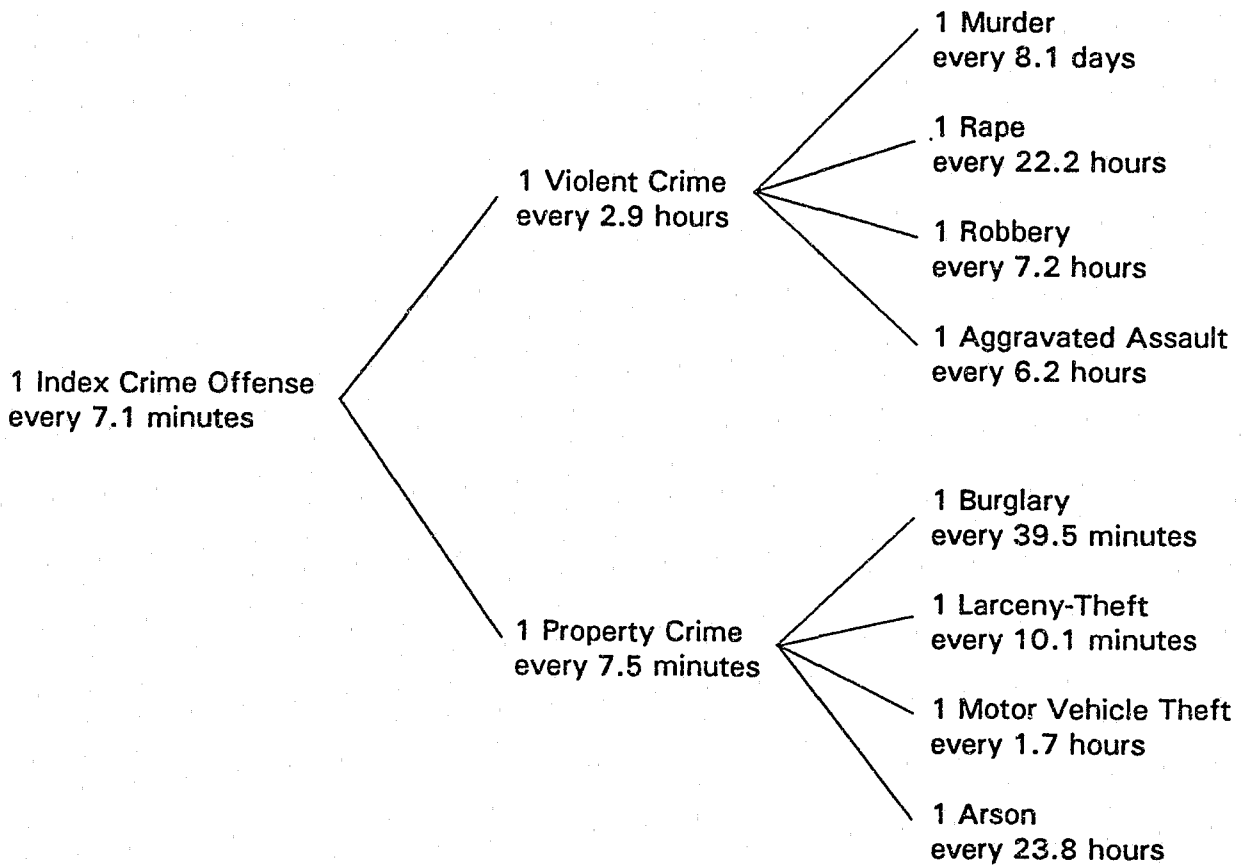 1 Murder
every 8.1 days
1 Rape
every 22.2 hours
1 Violent Crime
every 2.9 hours
1 Robbery
every 7.2 hours
1 Aggravated Assault
every 6.2 hours
1 Index Crime Offense
every 7.1 minutes
1 Burglary
every 39.5 minutes
1 Larceny-Theft
every 10.1 minutes
1 Property Crime
every 7.5 minutes
1 Motor Vehicle Theft
every 1.7 hours
1 Arson
every 23.8 hours